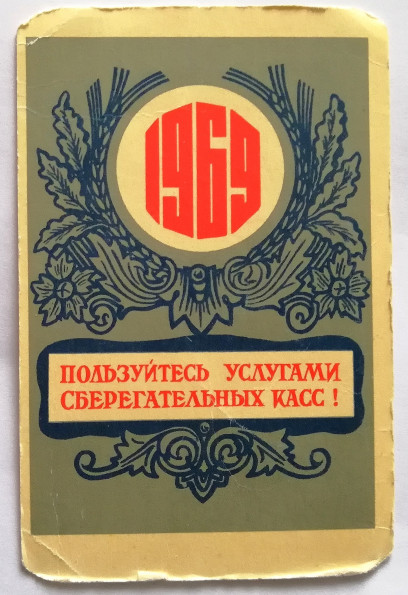 1969
ПОЛЬЗУЙТЕСЬ УСЛУГАМИ
СБЕРЕГАТЕЛЬНЫХ КАСС !